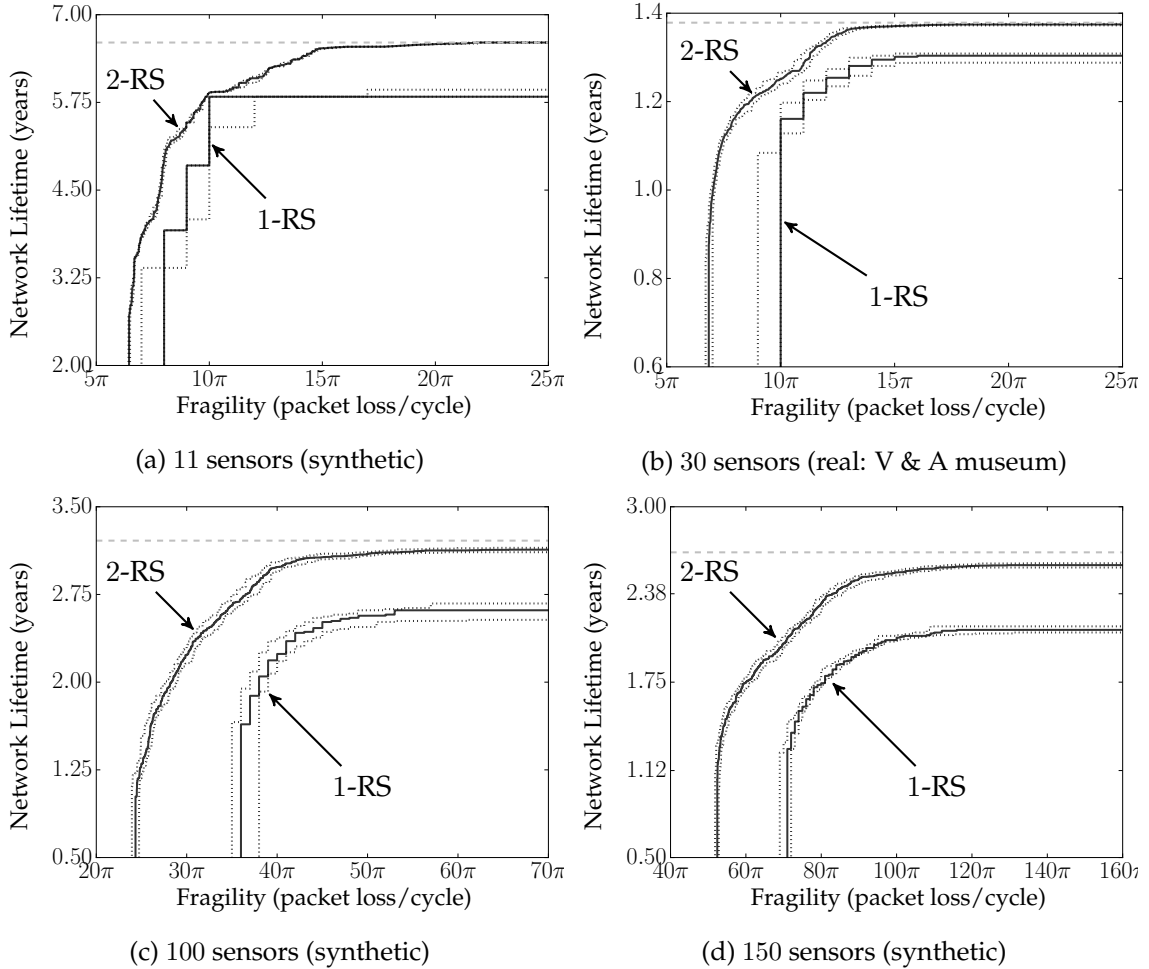 7.00
5.75
4.50
3.25
2.00
Network Lifetime (years)
2-RS
1-RS
5π 10π 15π 20π 25π
Fragility (packet loss/cycle)
(a) 11 sensors (synthetic)
1.4
1.2
1.0
0.8
0.6
Network Lifetime (years)
2-RS
1-RS
5π 10π 15π 20π 25π
Fragility (packet loss/cycle)
(b) 30 sensors (real: V & A museum)
3.50
2.75
2.00
1.25
0.50
Network Lifetime (years)
2-RS
1-RS
20π 30π 40π 50π 60π 70π
Fragility (packet loss/cycle)
(c) 100 sensors (synthetic)
3.00
2.38
1.75
1.12
0.50
Network Lifetime (years)
2-RS
1-RS
40π 60π 80π 100π 120π 140π 160π
Fragility (packet loss/cycle)
(d) 150 sensors (synthetic)